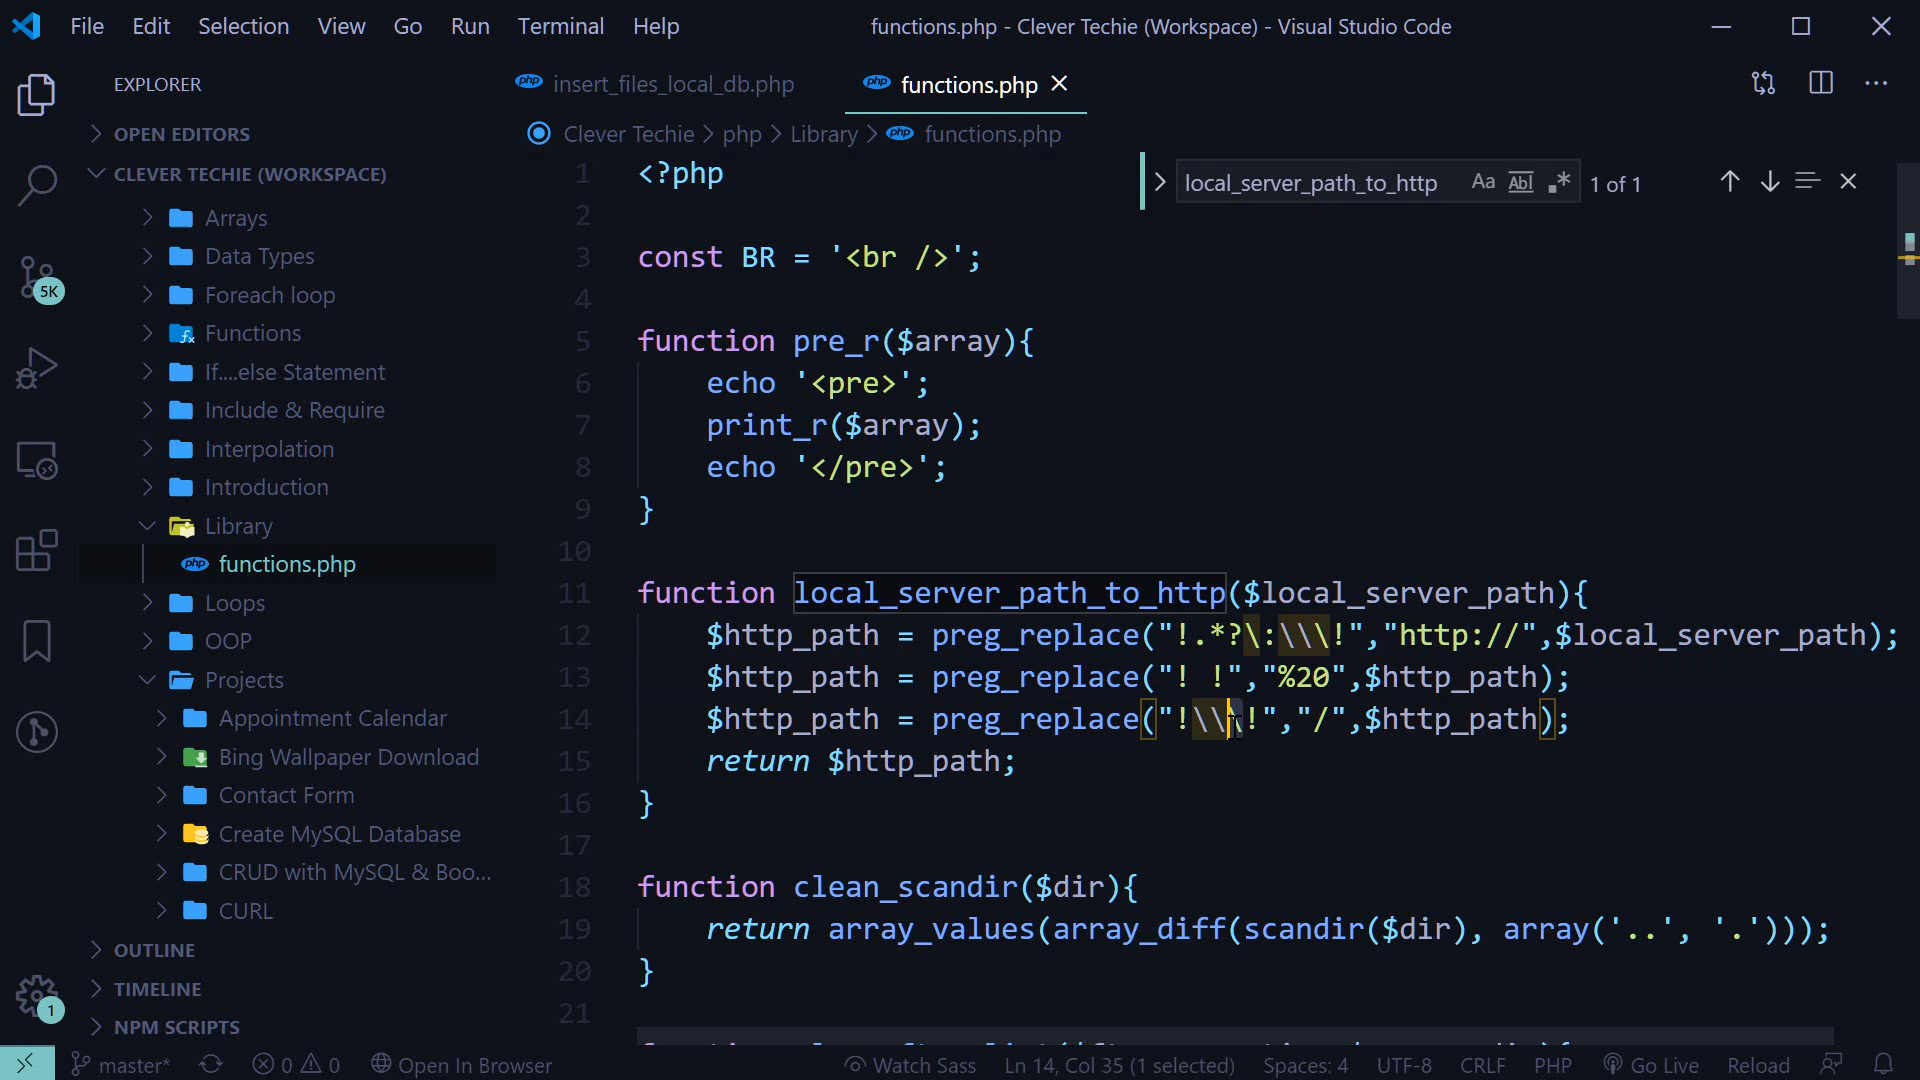 File Edit Selection View Go Run Terminal Help
functions.php - Clever Techie (Workspace) - Visual Studio Code
EXPLORER
OPEN EDITORS
CLEVER TECHIE (WORKSPACE)
Arrays
Data Types
Foreach loop
Functions
If....else Statement
Include & Require
Interpolation
Introduction
Library
php functions.php
Loops
OOP
Projects
Appointment Calendar
Bing Wallpaper Download
Contact Form
Create MySQL Database
CRUD with MySQL & Boo...
CURL
OUTLINE
TIMELINE
NPM SCRIPTS
5K
1
php insert_files_local_db.php
php functions.php
Clever Techie > php > Library > php functions.php
local_server_path_to_http Aa Abl .* 1 of 1
1 <?php
2
3 const BR = '<br />';
4
5 function pre_r($array){
6 echo '<pre>';
7 print_r($array);
8 echo '</pre>';
9 }
10
11 function local_server_path_to_http($local_server_path){
12 $http_path = preg_replace("!.*?\:\\\!","http://",$local_server_path);
13 $http_path = preg_replace("! !","%20",$http_path);
14 $http_path = preg_replace("!\\\!","/",$http_path);
15 return $http_path;
16 }
17
18 function clean_scandir($dir){
19 return array_values(array_diff(scandir($dir), array('..', '.')));
20 }
21
master* 0 0 Open In Browser Watch Sass Ln 14, Col 35 (1 selected) Spaces: 4 UTF-8 CRLF PHP Go Live Reload